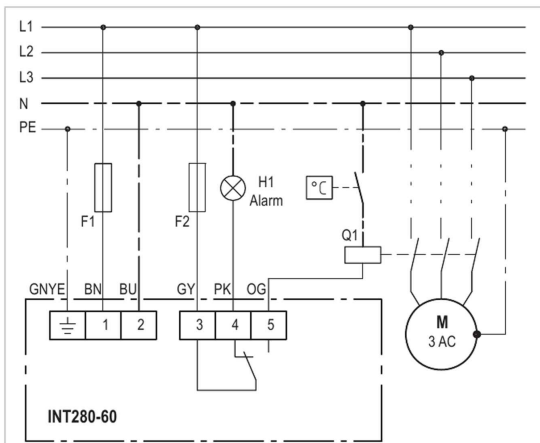 L1
L2
L3
N
PE
F1
F2
H1
Alarm
°C
Q1
GNYE BN BU GY PK OG
1 2 3 4 5
M
3 AC
INT280-60